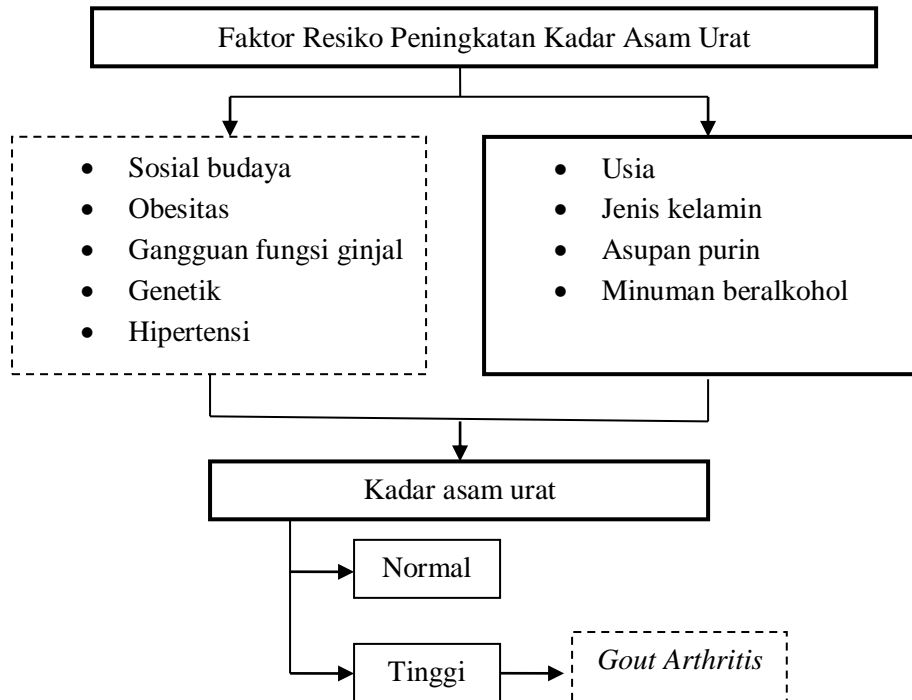 Faktor Resiko Peningkatan Kadar Asam Urat
• Sosial budaya
• Obesitas
• Gangguan fungsi ginjal
• Genetik
• Hipertensi
• Usia
• Jenis kelamin
• Asupan purin
• Minuman beralkohol
Kadar asam urat
Normal
Tinggi
Gout Arthritis